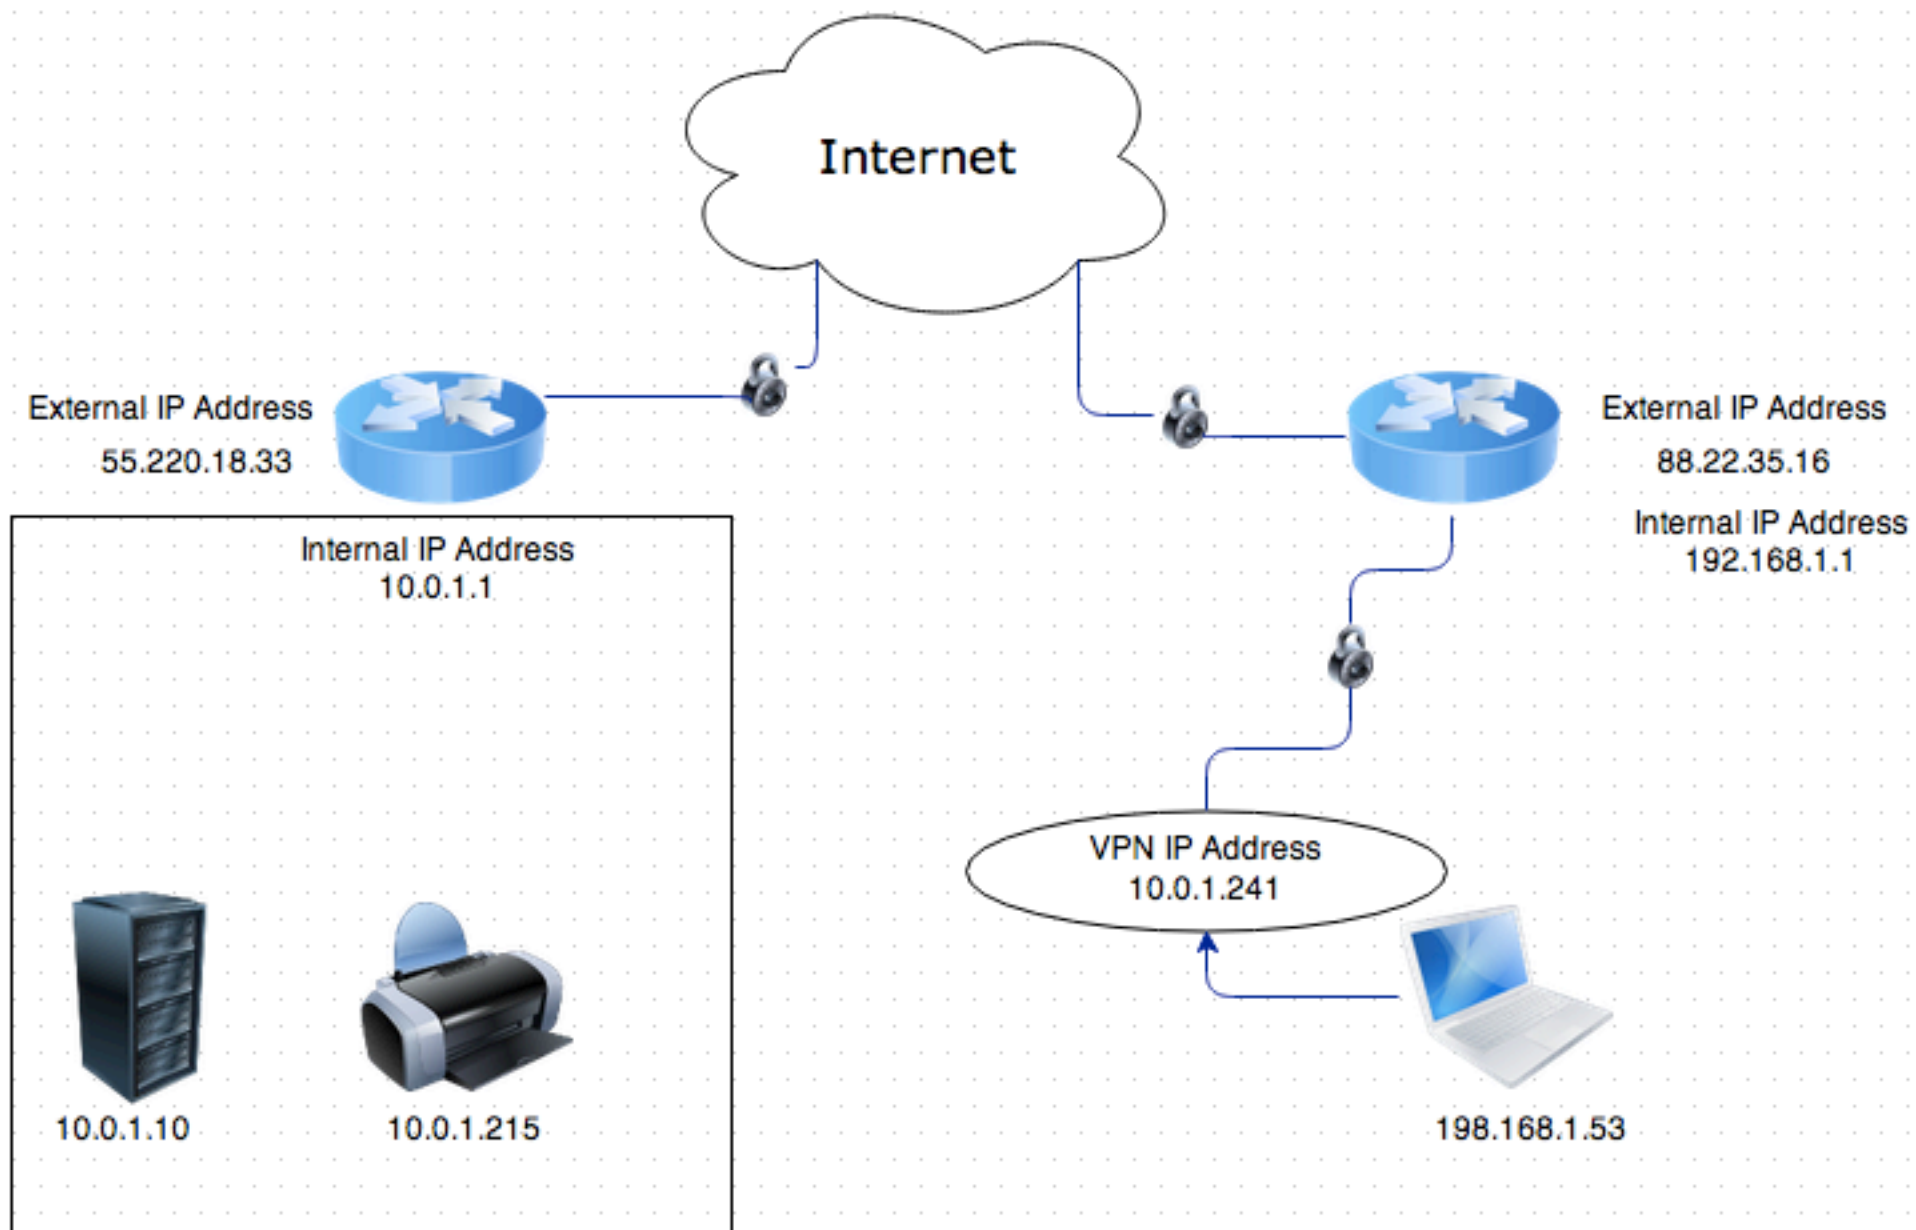 Internet
External IP Address
55.220.18.33
External IP Address
88.22.35.16
Internal IP Address
192.168.1.1
Internal IP Address
10.0.1.1
VPN IP Address
10.0.1.241
10.0.1.10
10.0.1.215
198.168.1.53